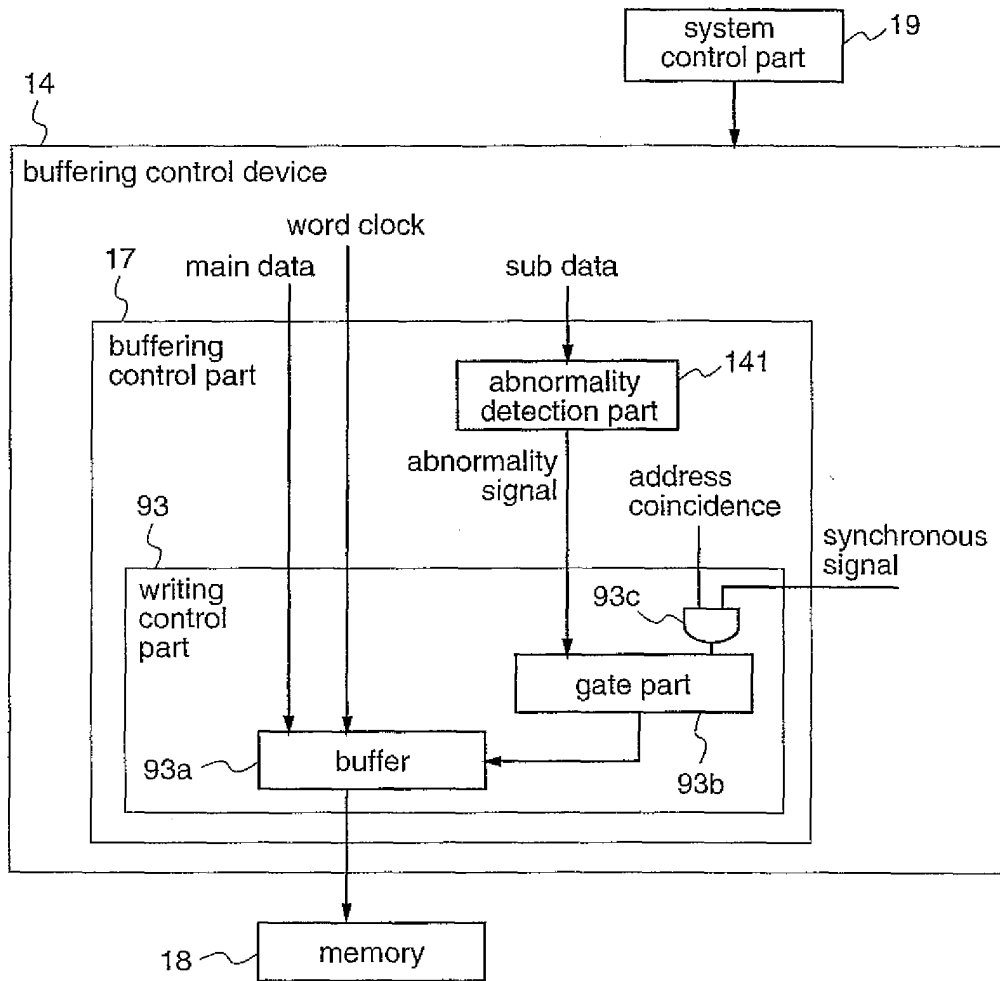 system
control part
19
14
buffering control device
word clock
17
main data
sub data
buffering
control part
141
abnormality
detection part
abnormality
signal
address
coincidence
93
synchronous
signal
writing
control
part
93c
gate part
93a
buffer
93b
18
memory